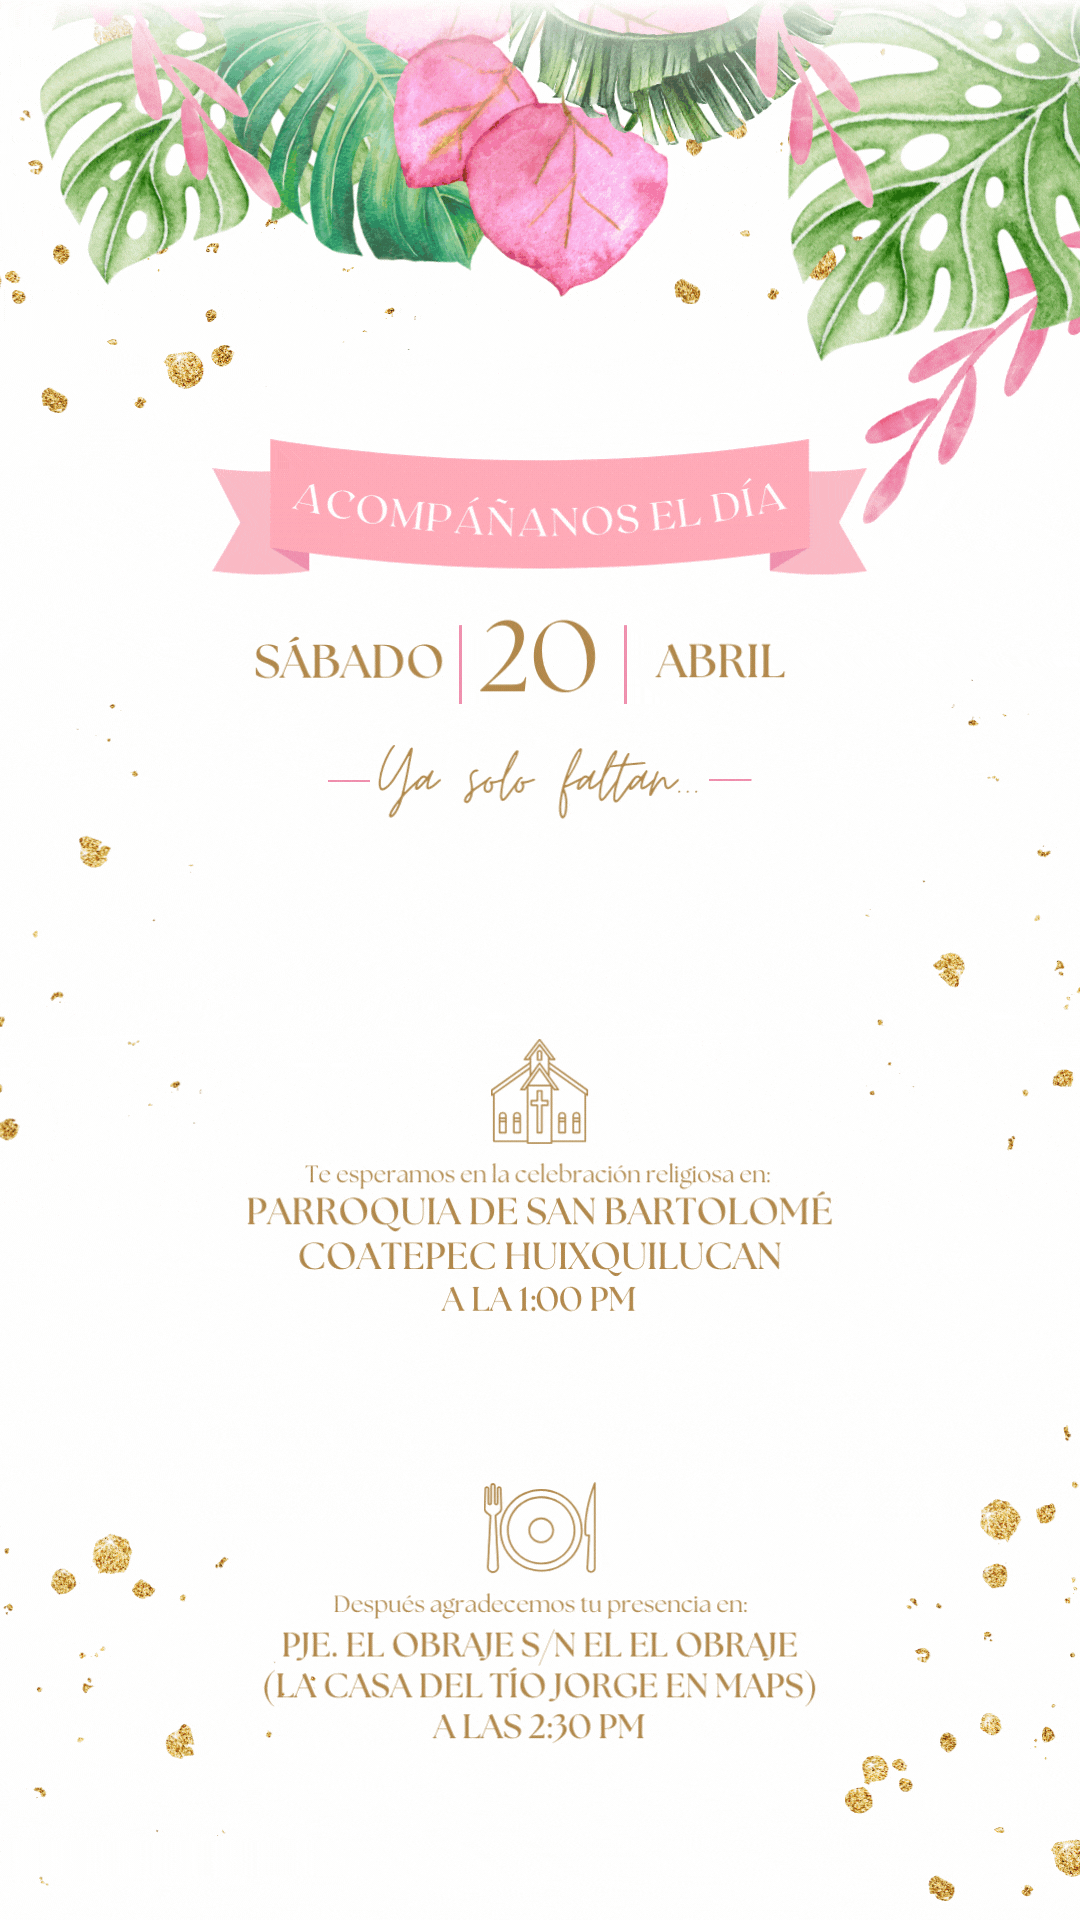 ACOMPÁÑANOS EL DÍA
SÁBADO 20 ABRIL
Ya solo faltan...
Te esperamos en la celebración religiosa en:
PARROQUIA DE SAN BARTOLOMÉ
COATEPEC HUIXQUILUCAN
A LA 1:00 PM
Después agradecemos tu presencia en:
PJE. EL OBRAJE S/N EL EL OBRAJE
(LA CASA DEL TÍO JORGE EN MAPS)
A LAS 2:30 PM